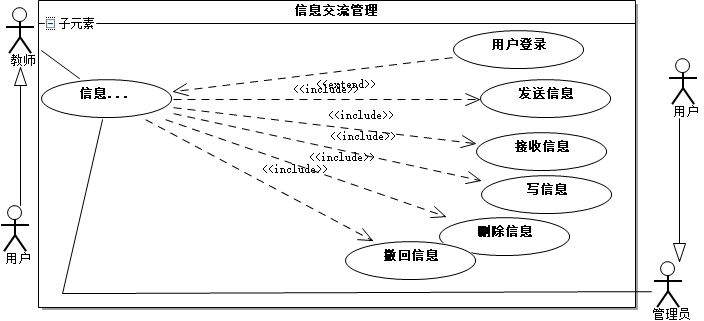 信息交流管理
子元素
教师
用户登录
<<extend>>
<<include>>
信息...
发送信息
用户
<<include>>
<<include>>
接收信息
<<include>>
<<include>>
写信息
用户
删除信息
撤回信息
管理员